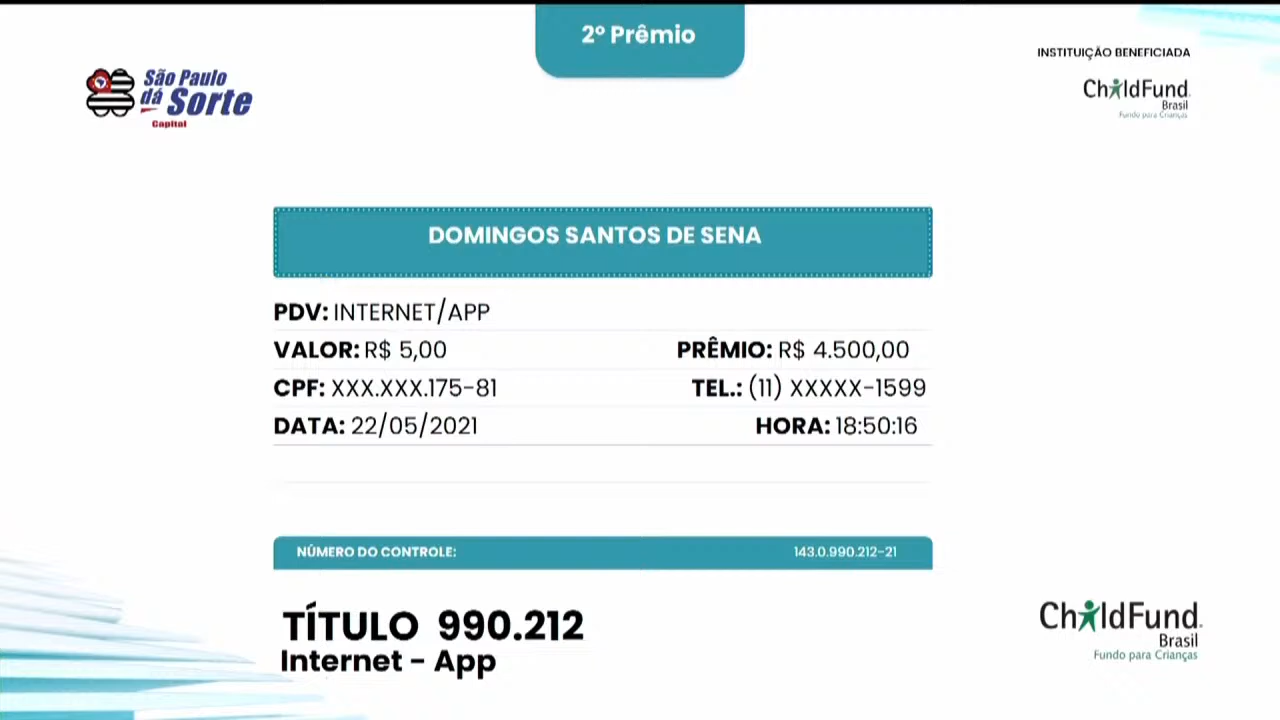 2º Prêmio
INSTITUIÇÃO BENEFICIADA
São Paulo
dá Sorte
Capital
ChildFund
Brasil
Fundo para Crianças
DOMINGOS SANTOS DE SENA
PDV: INTERNET/APP
VALOR: R$ 5,00 PRÊMIO: R$ 4.500,00
CPF: XXX.XXX.175-81 TEL.: (11) XXXXX-1599
DATA: 22/05/2021 HORA: 18:50:16
NÚMERO DO CONTROLE: 143.0.990.212-21
TÍTULO 990.212
Internet - App
ChildFund
Brasil
Fundo para Crianças